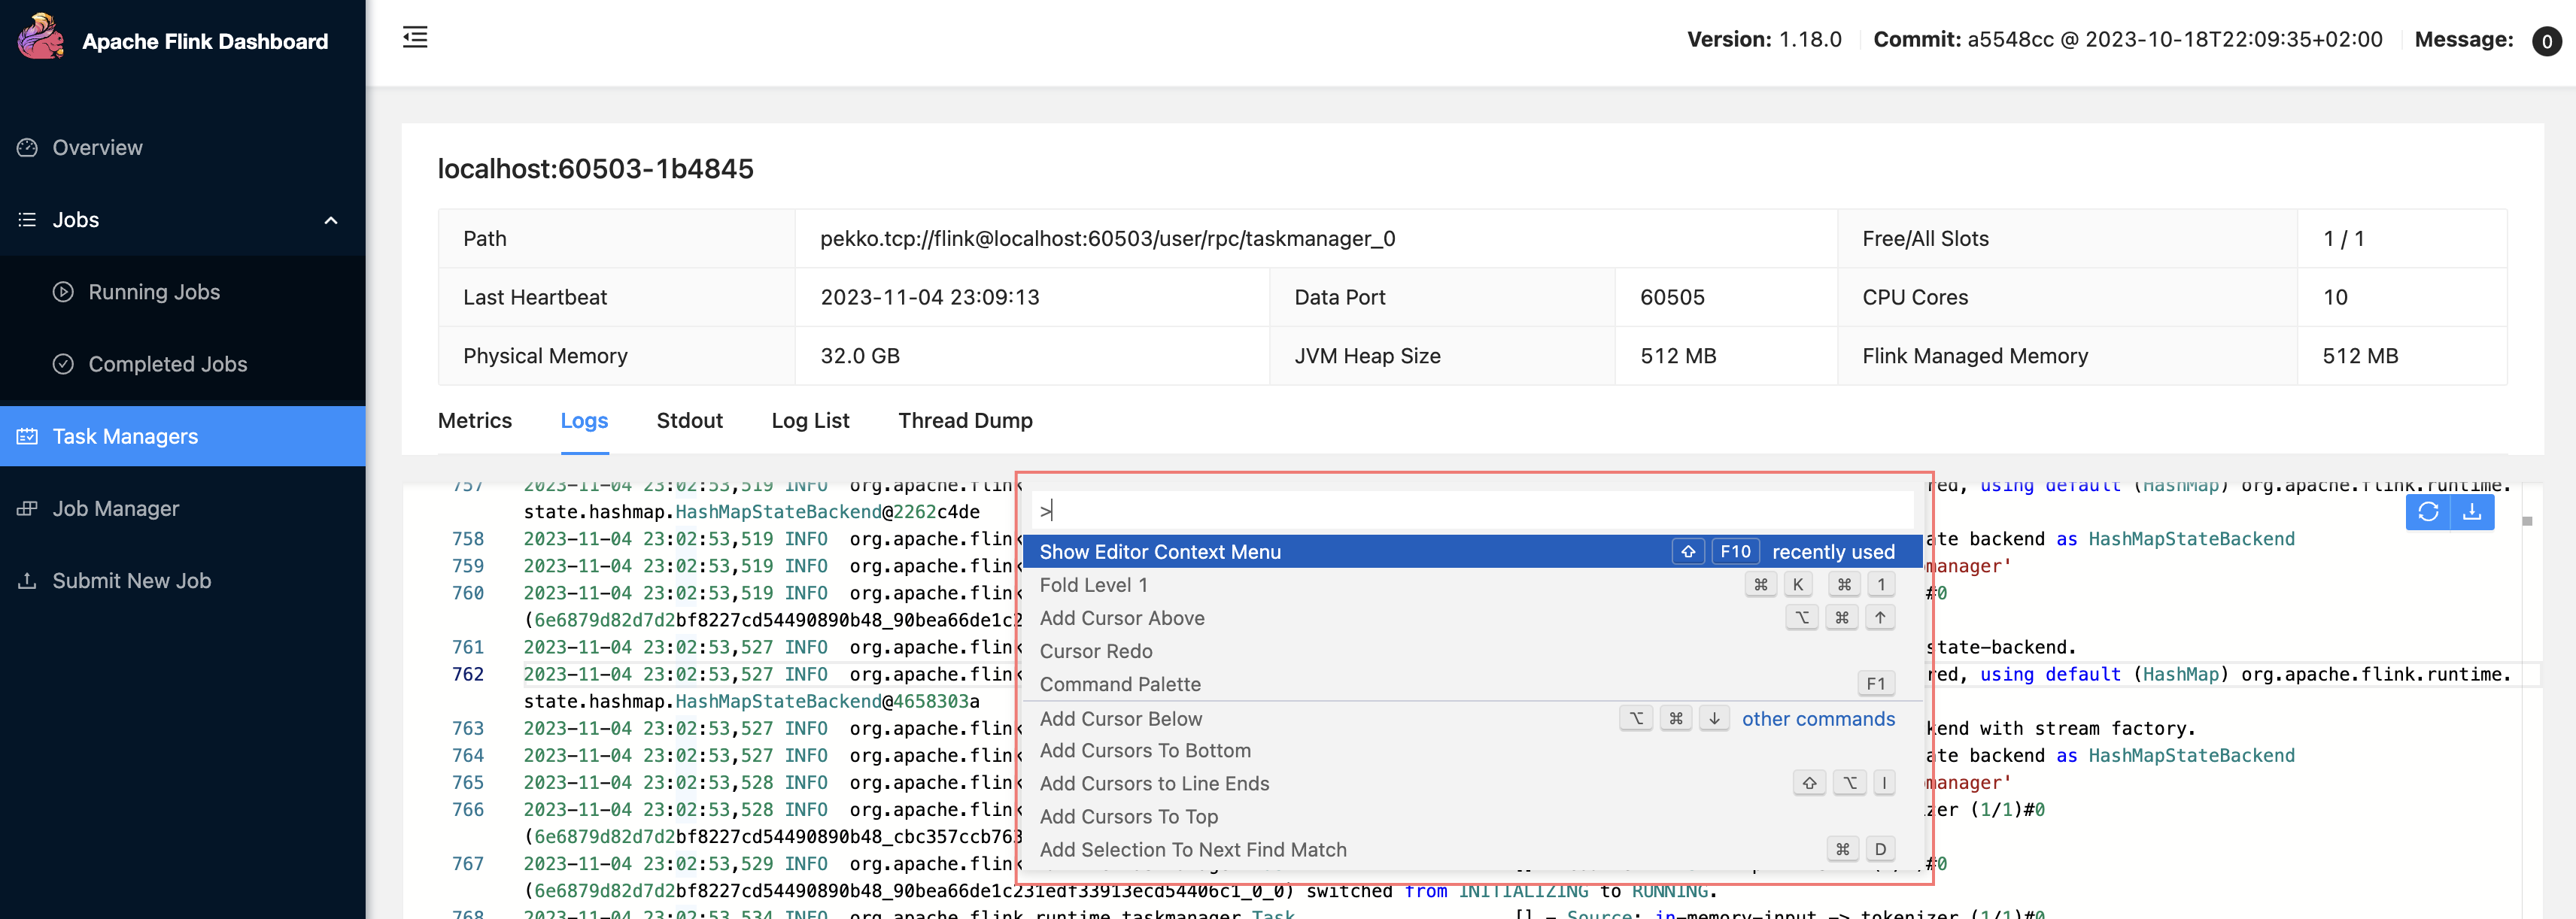 Apache Flink Dashboard
Version: 1.18.0 Commit: a5548cc @ 2023-10-18T22:09:35+02:00 Message: 0
Overview
Jobs
Running Jobs
Completed Jobs
Task Managers
Job Manager
Submit New Job
localhost:60503-1b4845
Path pekko.tcp://flink@localhost:60503/user/rpc/taskmanager_0 Free/All Slots 1 / 1
Last Heartbeat 2023-11-04 23:09:13 Data Port 60505 CPU Cores 10
Physical Memory 32.0 GB JVM Heap Size 512 MB Flink Managed Memory 512 MB
Metrics Logs Stdout Log List Thread Dump
757 2023-11-04 23:02:53,519 INFO org.apache.flink red, using default (HashMap) org.apache.flink.runtime.
state.hashmap.HashMapStateBackend@2262c4de
758 2023-11-04 23:02:53,519 INFO org.apache.flink ate backend as HashMapStateBackend
759 2023-11-04 23:02:53,519 INFO org.apache.flink manager'
760 2023-11-04 23:02:53,519 INFO org.apache.flink #0
(6e6879d82d7d2bf8227cd54490890b48_90bea66de1c2
761 2023-11-04 23:02:53,527 INFO org.apache.flink state-backend.
762 2023-11-04 23:02:53,527 INFO org.apache.flink red, using default (HashMap) org.apache.flink.runtime.
state.hashmap.HashMapStateBackend@4658303a
763 2023-11-04 23:02:53,527 INFO org.apache.flink kend with stream factory.
764 2023-11-04 23:02:53,527 INFO org.apache.flink ate backend as HashMapStateBackend
765 2023-11-04 23:02:53,528 INFO org.apache.flink manager'
766 2023-11-04 23:02:53,528 INFO org.apache.flink zer (1/1)#0
(6e6879d82d7d2bf8227cd54490890b48_cbc357ccb763
767 2023-11-04 23:02:53,529 INFO org.apache.flink #0
(6e6879d82d7d2bf8227cd54490890b48_90bea66de1c231edf33913ecd54406c1_0_0) switched from INITIALIZING to RUNNING.
768 2023-11-04 23:02:53,534 INFO org.apache.flink.runtime.taskmanager.Task [] - Source: in-memory-input -> tokenizer (1/1)#0
>
Show Editor Context Menu ⇧ F10 recently used
Fold Level 1 ⌘ K ⌘ 1
Add Cursor Above ⌥ ⌘ ↑
Cursor Redo
Command Palette F1
Add Cursor Below ⌥ ⌘ ↓ other commands
Add Cursors To Bottom
Add Cursors to Line Ends ⇧ ⌥ I
Add Cursors To Top
Add Selection To Next Find Match ⌘ D